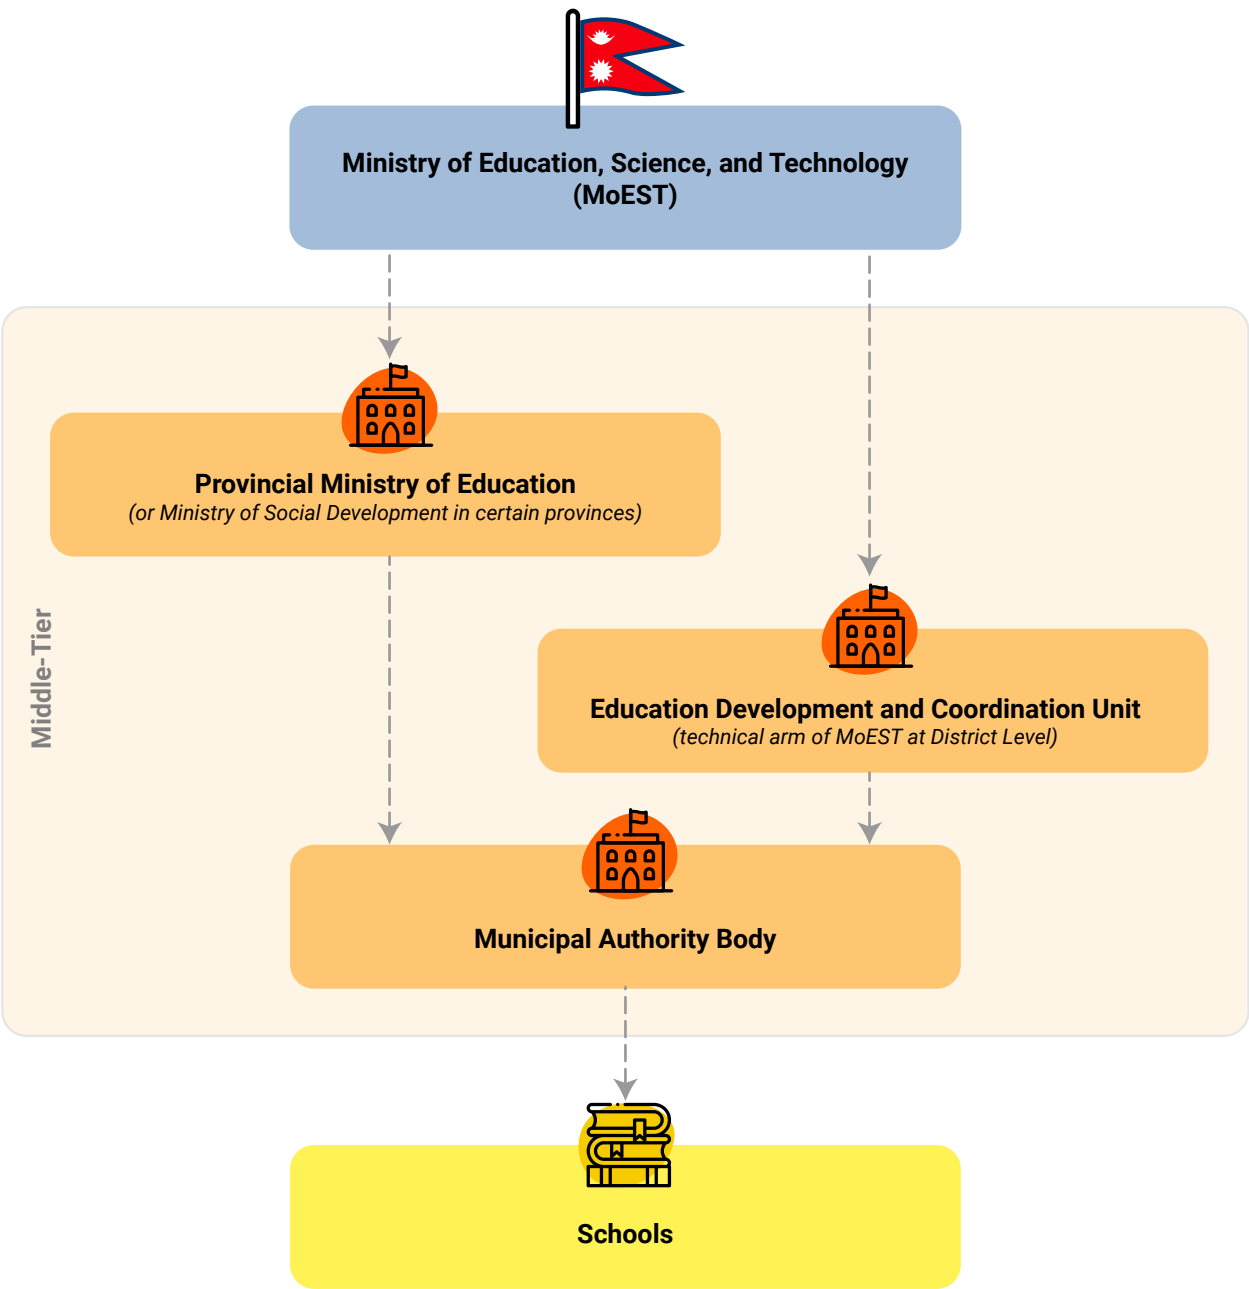 Ministry of Education, Science, and Technology
(MoEST)
Provincial Ministry of Education
(or Ministry of Social Development in certain provinces)
Middle-Tier
Education Development and Coordination Unit
(technical arm of MoEST at District Level)
Municipal Authority Body
Schools